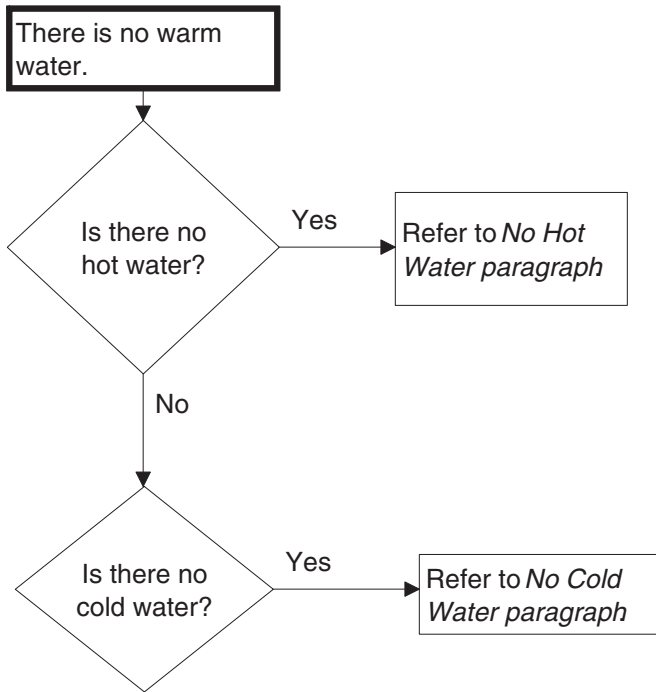 There is no warm
water.
Is there no
hot water?
Yes
Refer to No Hot
Water paragraph
No
Is there no
cold water?
Yes
Refer to No Cold
Water paragraph